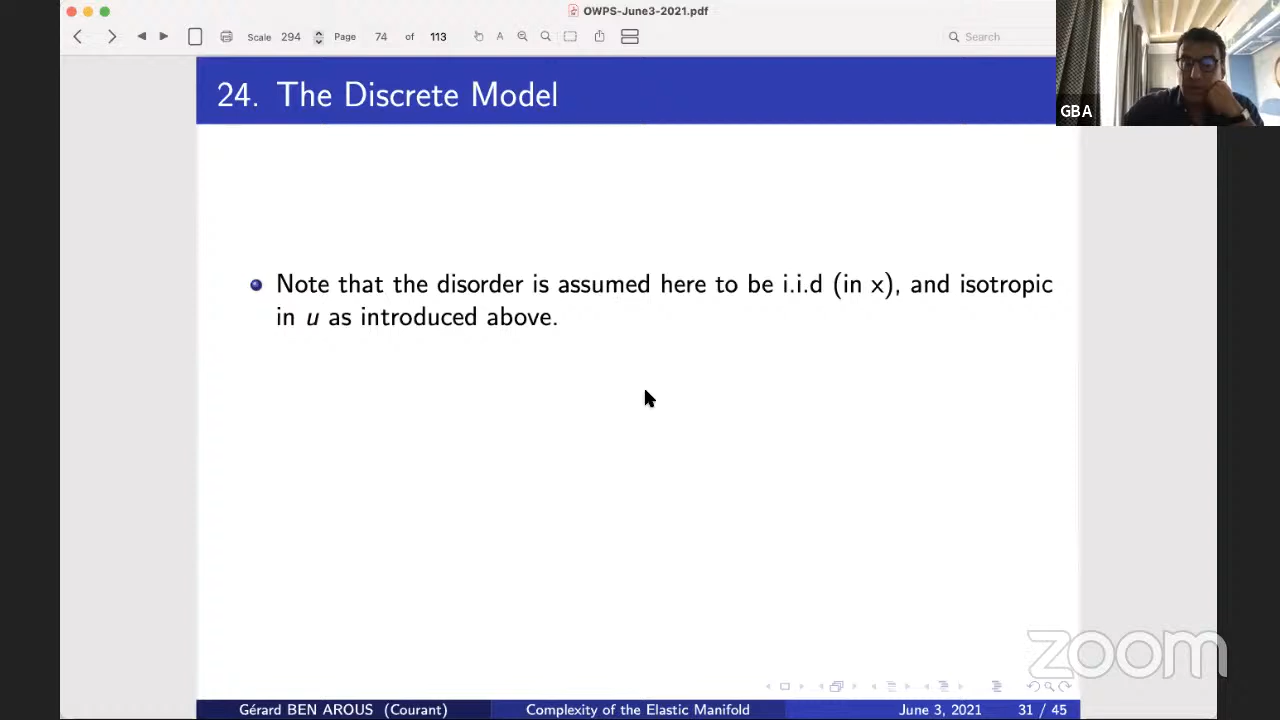 OWPS-June3-2021.pdf
Scale 294 Page 74 of 113 A Search
GBA
24. The Discrete Model
Note that the disorder is assumed here to be i.i.d (in x), and isotropic
in u as introduced above.
zoom
Gérard BEN AROUS (Courant) Complexity of the Elastic Manifold June 3, 2021 31 / 45